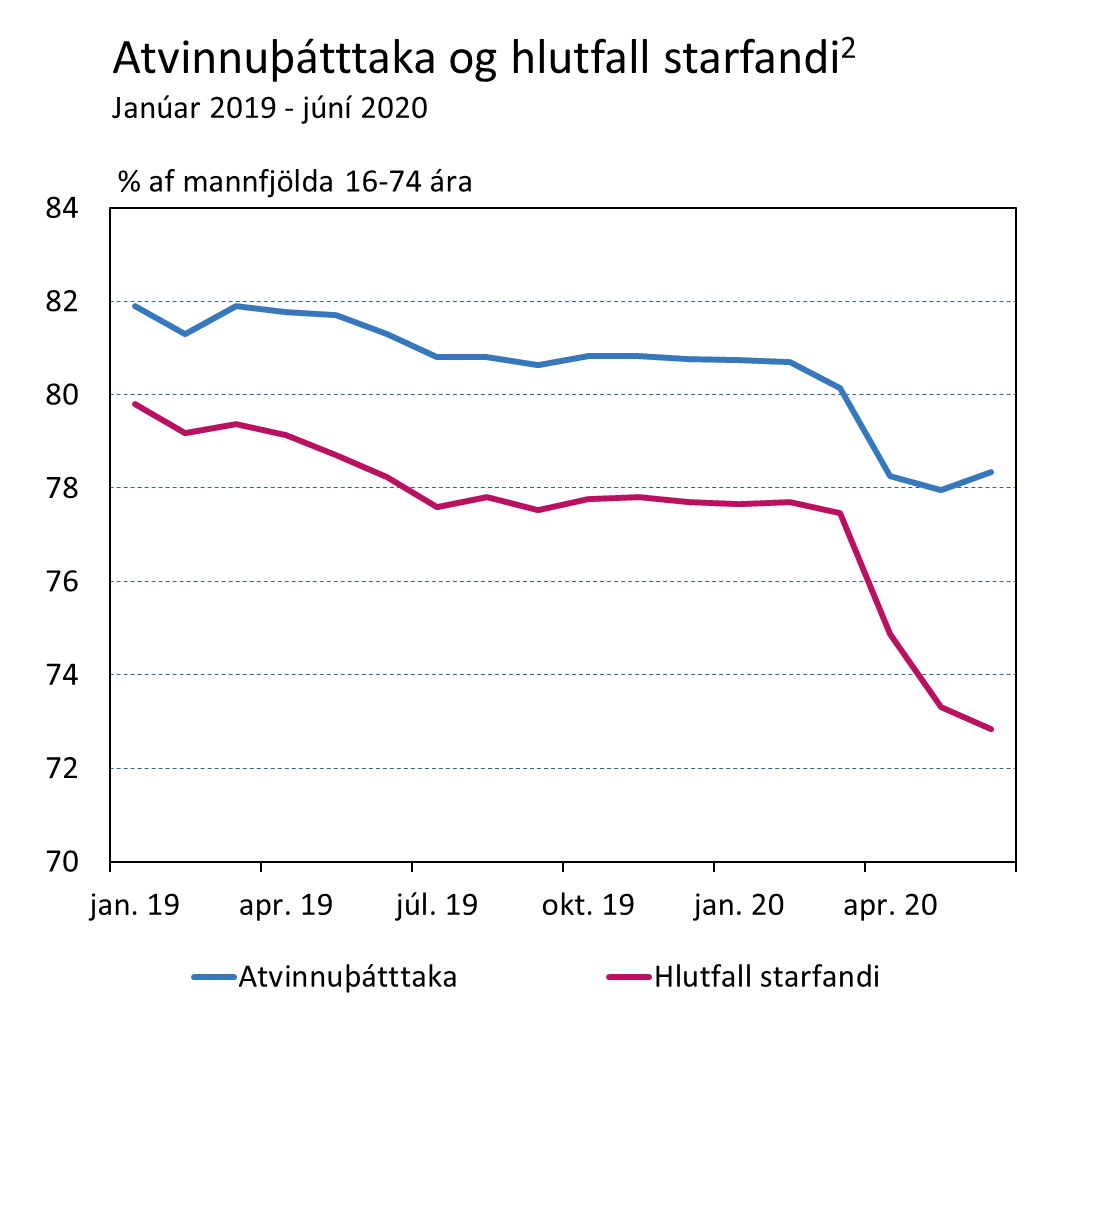 Atvinnuþátttaka og hlutfall starfandi²
Janúar 2019 - júní 2020
% af mannfjölda 16-74 ára
84
82
80
78
76
74
72
70
jan. 19 apr. 19 júl. 19 okt. 19 jan. 20 apr. 20
Atvinnuþátttaka Hlutfall starfandi